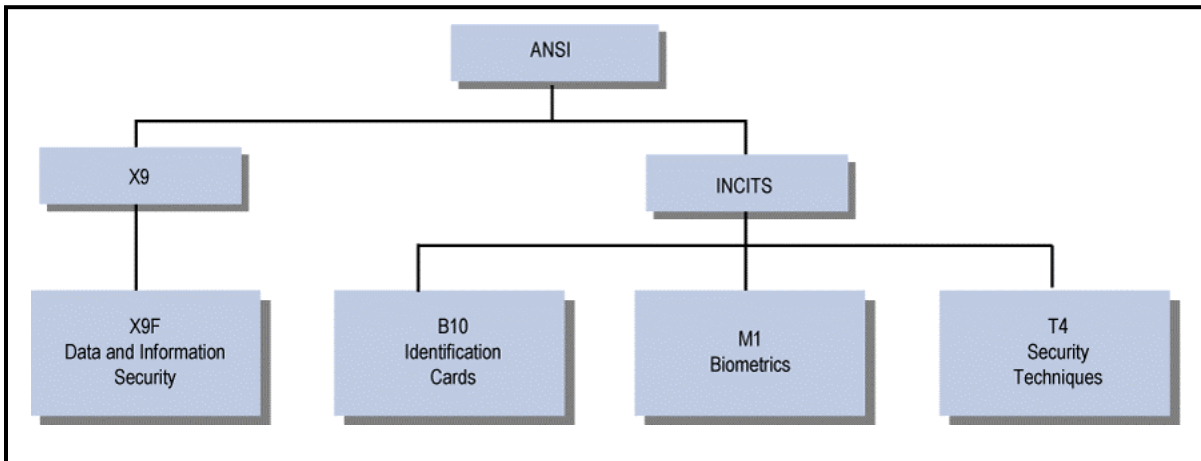 ANSI
X9
INCITS
X9F
Data and Information
Security
B10
Identification
Cards
M1
Biometrics
T4
Security
Techniques